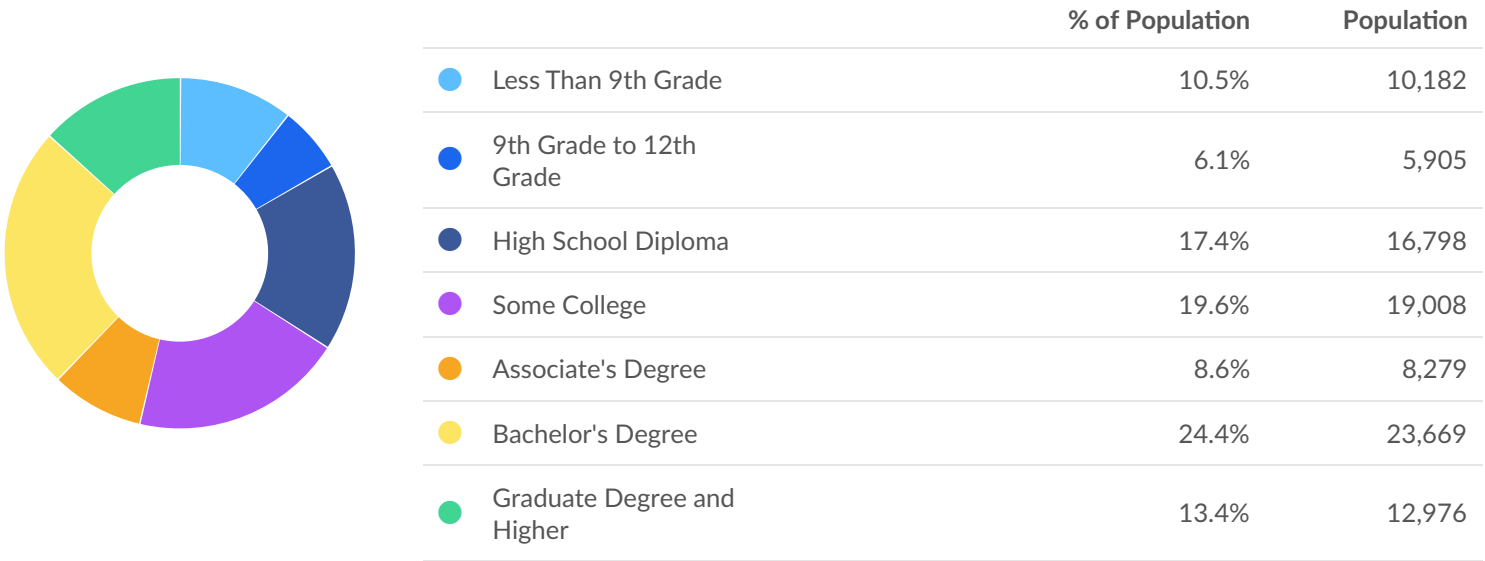 % of Population Population
Less Than 9th Grade 10.5% 10,182
9th Grade to 12th
Grade 6.1% 5,905
High School Diploma 17.4% 16,798
Some College 19.6% 19,008
Associate's Degree 8.6% 8,279
Bachelor's Degree 24.4% 23,669
Graduate Degree and
Higher 13.4% 12,976